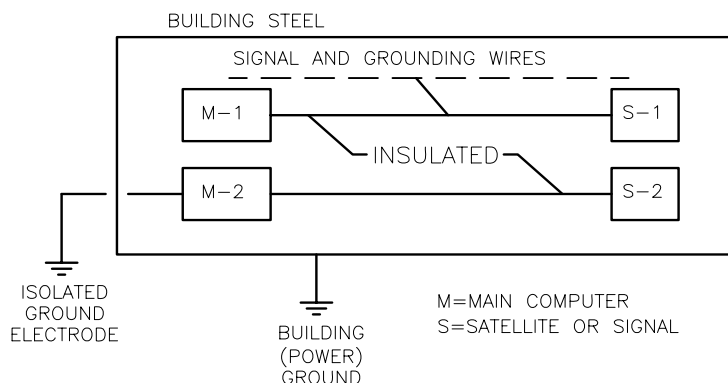 BUILDING STEEL
SIGNAL AND GROUNDING WIRES
M-1
S-1
INSULATED
M-2
S-2
ISOLATED
GROUND
ELECTRODE
BUILDING
(POWER)
GROUND
M=MAIN COMPUTER
S=SATELLITE OR SIGNAL